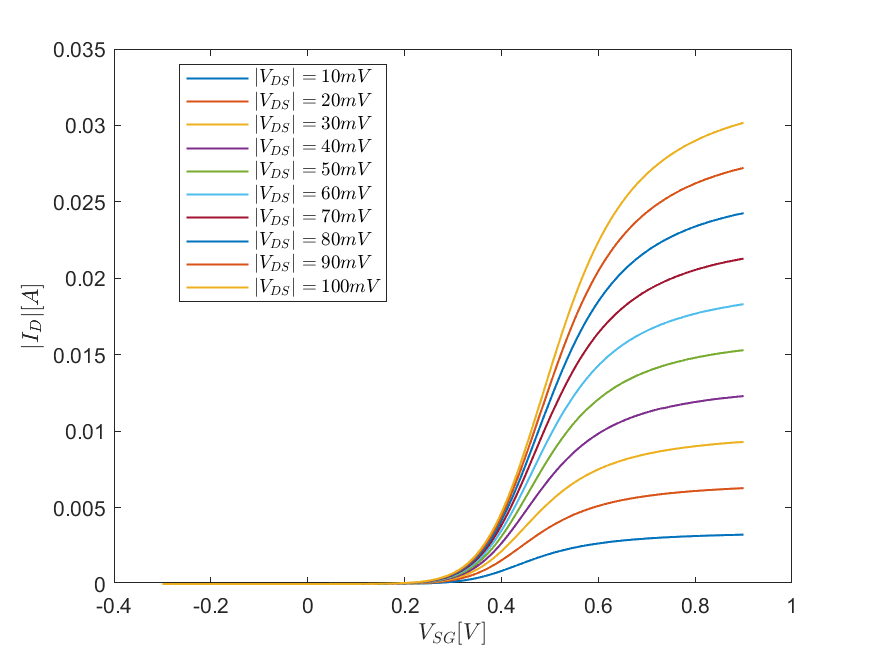 0.035
0.03
0.025
0.02
0.015
0.01
0.005
0
|I_D|[A]
|V_{DS}| = 10mV
|V_{DS}| = 20mV
|V_{DS}| = 30mV
|V_{DS}| = 40mV
|V_{DS}| = 50mV
|V_{DS}| = 60mV
|V_{DS}| = 70mV
|V_{DS}| = 80mV
|V_{DS}| = 90mV
|V_{DS}| = 100mV
-0.4 -0.2 0 0.2 0.4 0.6 0.8 1
V_{SG}[V]